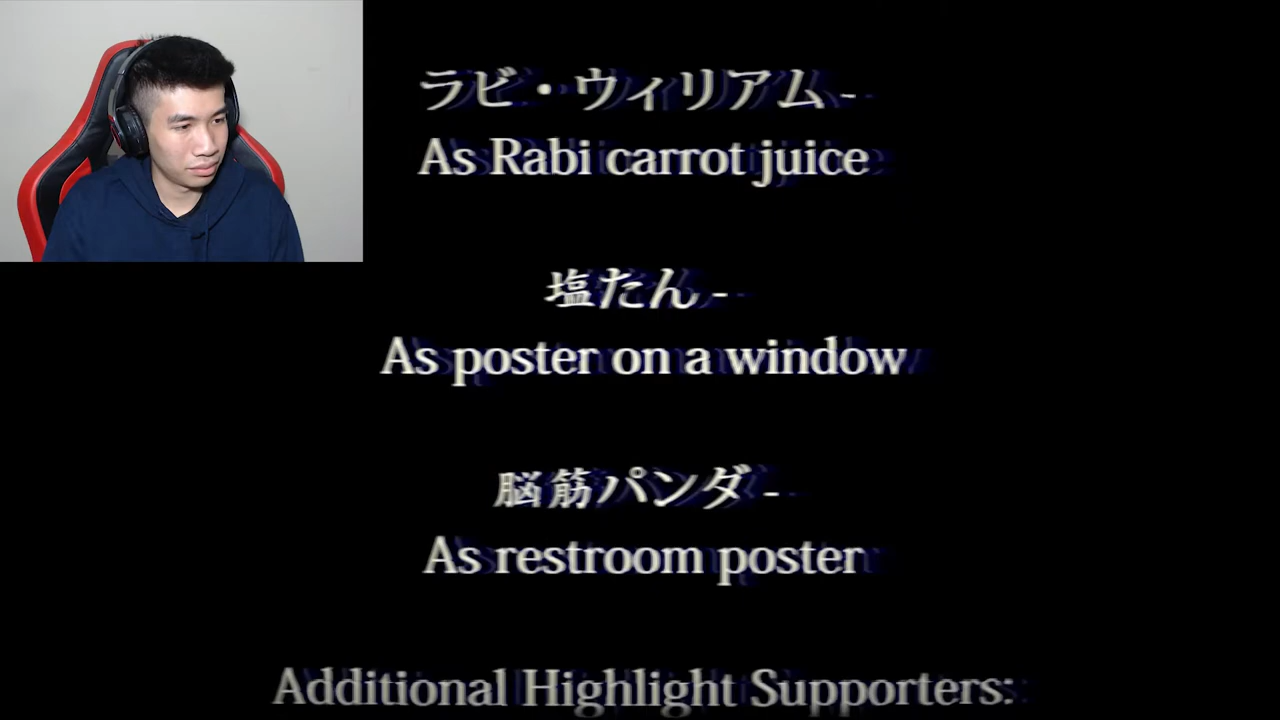 ラビ・ウィリアム -
As Rabi carrot juice
塩たん -
As poster on a window
脳筋パンダ -
As restroom poster
Additional Highlight Supporters: